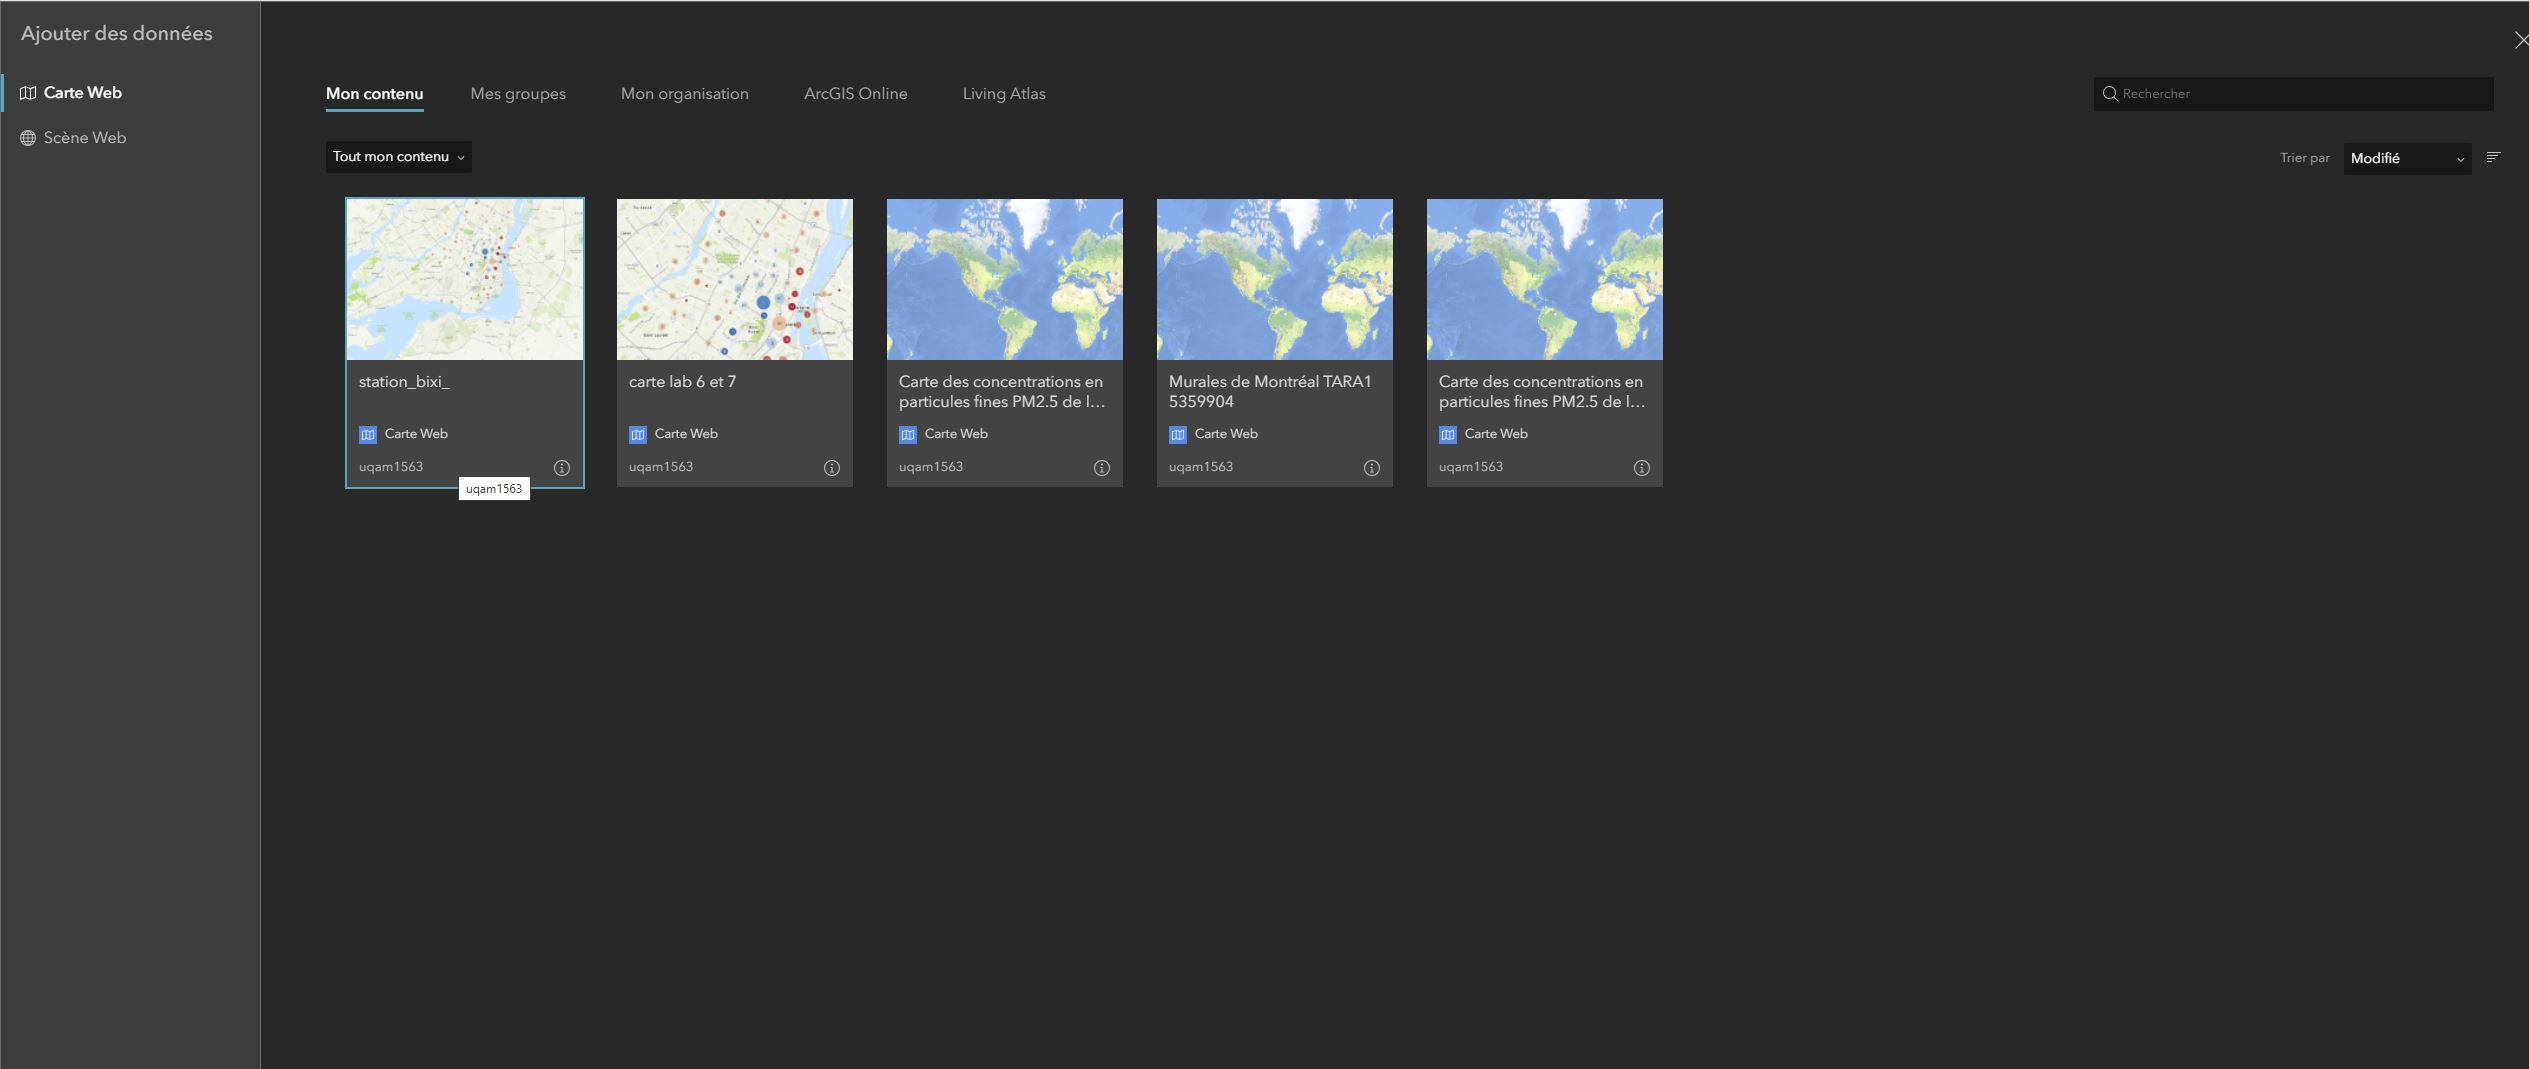 Ajouter des données
Carte Web
Scène Web
Mon contenu
Mes groupes
Mon organisation
ArcGIS Online
Living Atlas
Rechercher
Tout mon contenu
Trier par
Modifié
station_bixi_
Carte Web
uqam1563
uqam1563
carte lab 6 et 7
Carte Web
uqam1563
Carte des concentrations en
particules fines PM2.5 de l...
Carte Web
uqam1563
Murales de Montréal TARA1
5359904
Carte Web
uqam1563
Carte des concentrations en
particules fines PM2.5 de l...
Carte Web
uqam1563